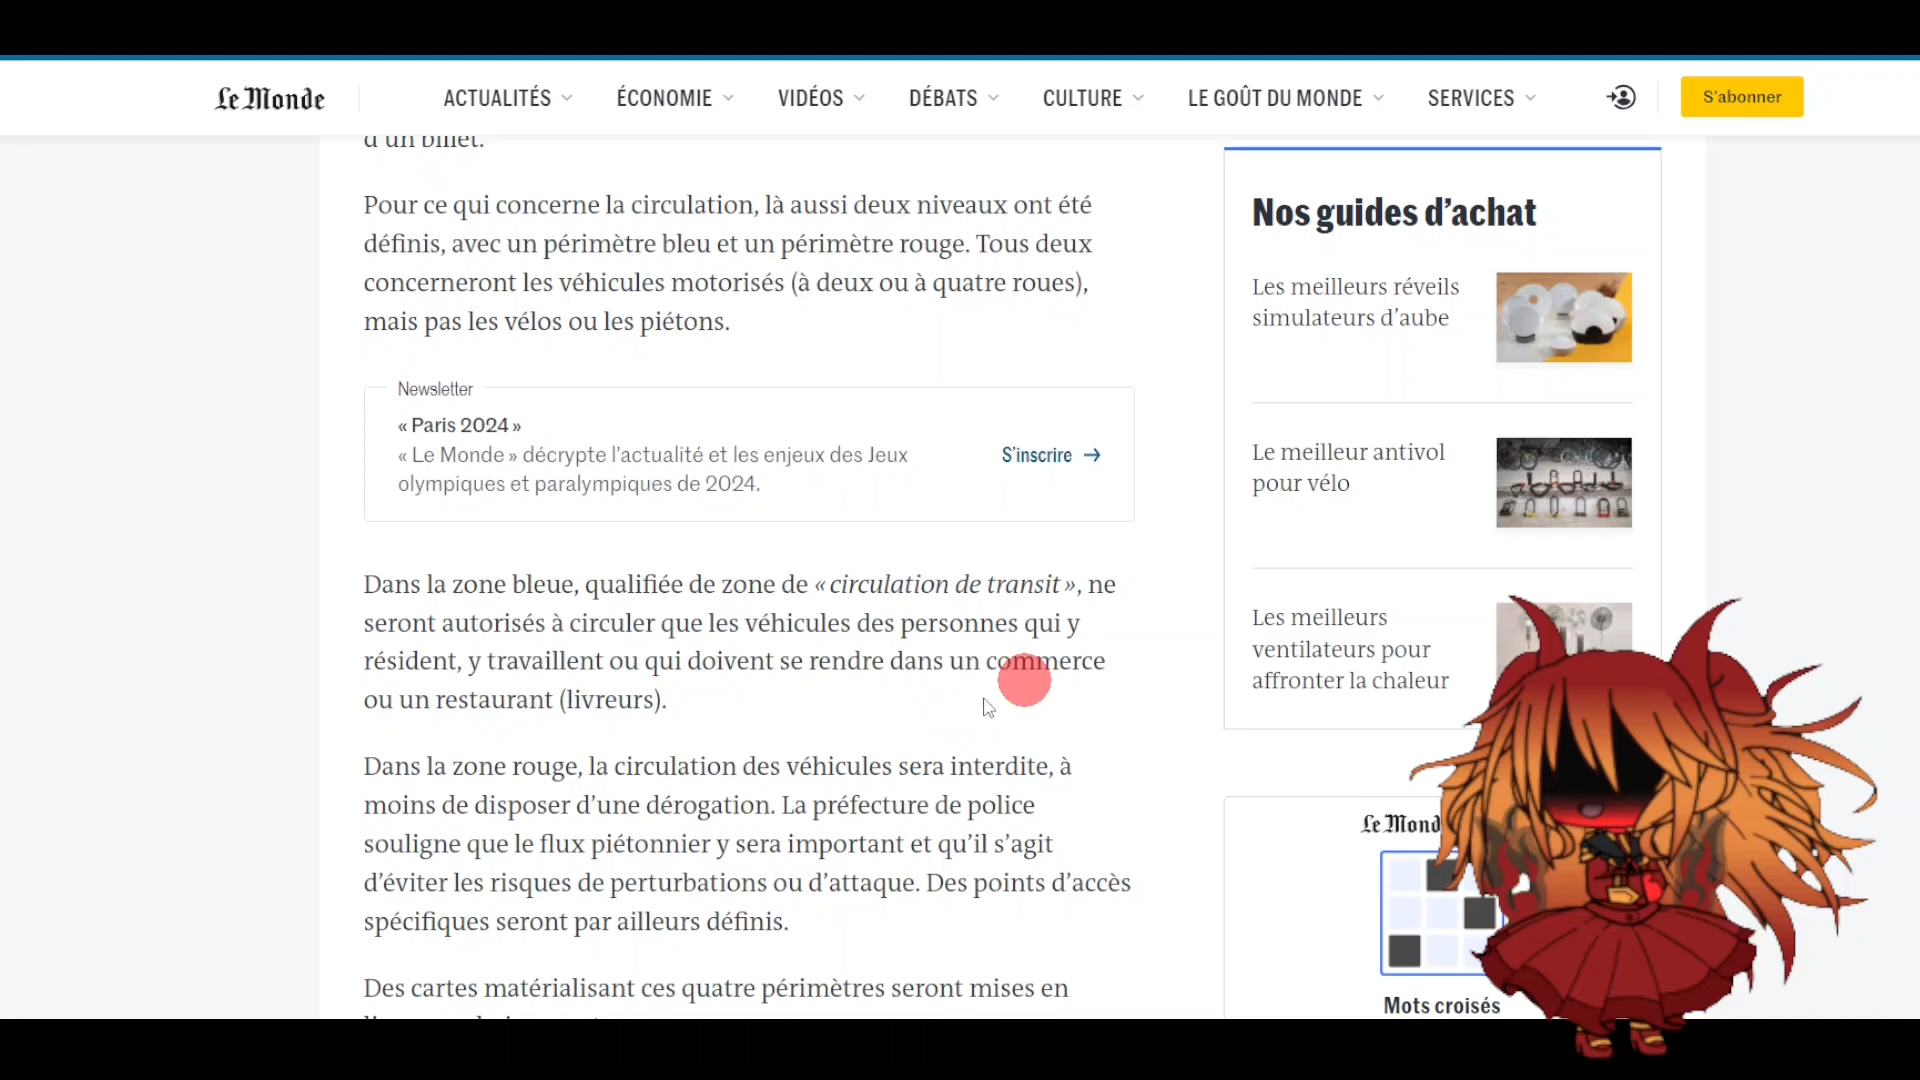 Le Monde
ACTUALITÉS
ÉCONOMIE
VIDÉOS
DÉBATS
CULTURE
LE GOÛT DU MONDE
SERVICES
S'abonner
d'un billet.
Pour ce qui concerne la circulation, là aussi deux niveaux ont été
définis, avec un périmètre bleu et un périmètre rouge. Tous deux
concerneront les véhicules motorisés (à deux ou à quatre roues),
mais pas les vélos ou les piétons.
Newsletter
« Paris 2024 »
« Le Monde » décrypte l'actualité et les enjeux des Jeux
olympiques et paralympiques de 2024.
S'inscrire →
Dans la zone bleue, qualifiée de zone de « circulation de transit », ne
seront autorisés à circuler que les véhicules des personnes qui y
résident, y travaillent ou qui doivent se rendre dans un commerce
ou un restaurant (livreurs).
Dans la zone rouge, la circulation des véhicules sera interdite, à
moins de disposer d'une dérogation. La préfecture de police
souligne que le flux piétonnier y sera important et qu'il s'agit
d'éviter les risques de perturbations ou d'attaque. Des points d'accès
spécifiques seront par ailleurs définis.
Des cartes matérialisant ces quatre périmètres seront mises en
Nos guides d'achat
Les meilleurs réveils
simulateurs d'aube
Le meilleur antivol
pour vélo
Les meilleurs
ventilateurs pour
affronter la chaleur
Le Mond
Mots croisés